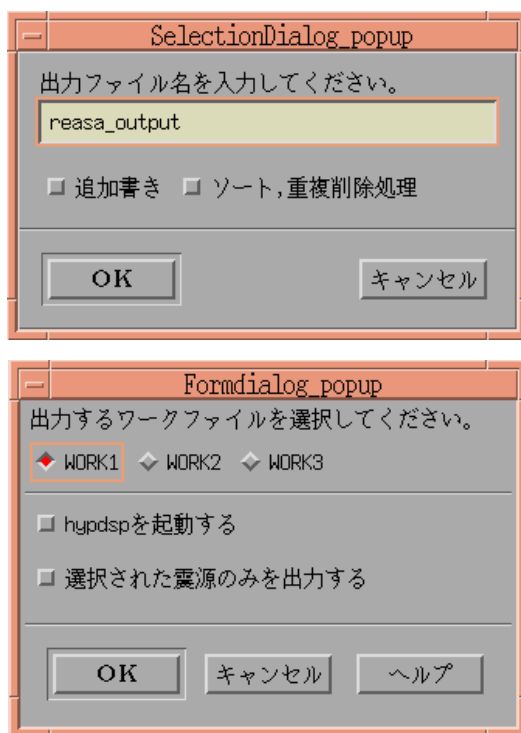 SelectionDialog_popup
出力ファイル名を入力してください。
reasa_output
追加書き ソート,重複削除処理
OK キャンセル
Formdialog_popup
出力するワークファイルを選択してください。
WORK1 WORK2 WORK3
hypdspを起動する
選択された震源のみを出力する
OK キャンセル ヘルプ